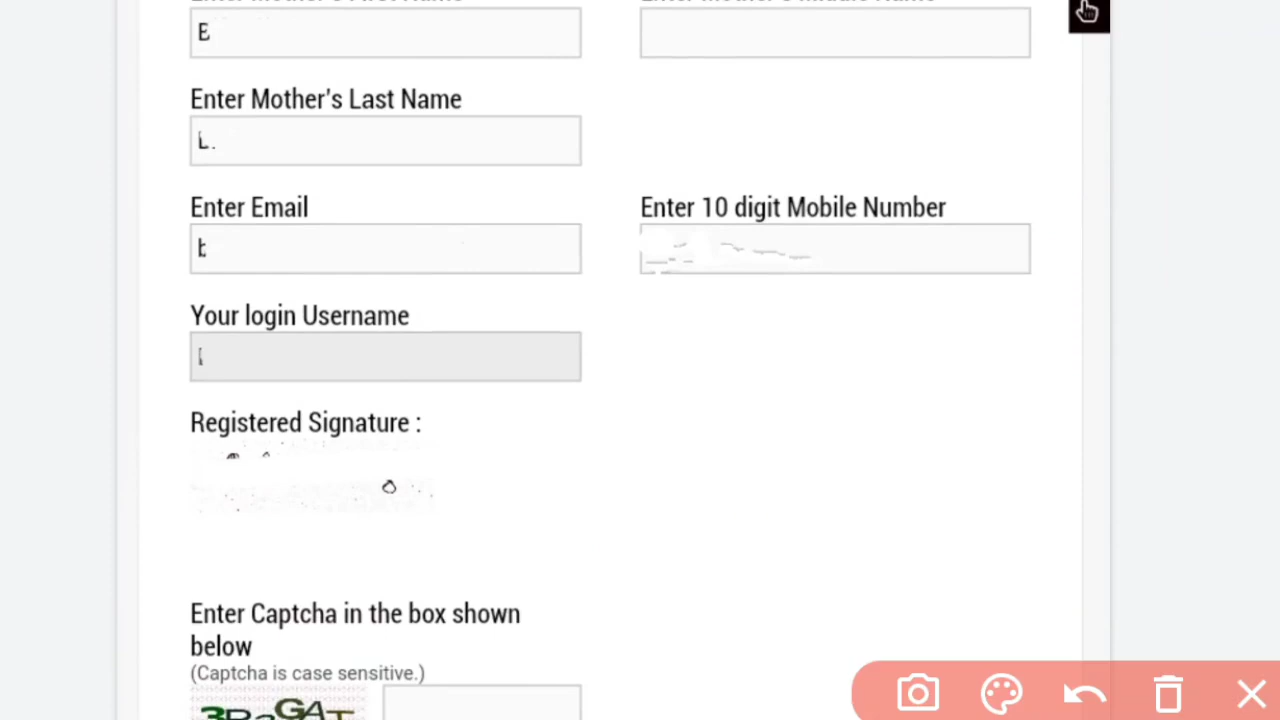 E
Enter Mother's Last Name
L.
Enter Email
Enter 10 digit Mobile Number
Your login Username
Registered Signature :
Enter Captcha in the box shown
below
(Captcha is case sensitive.)